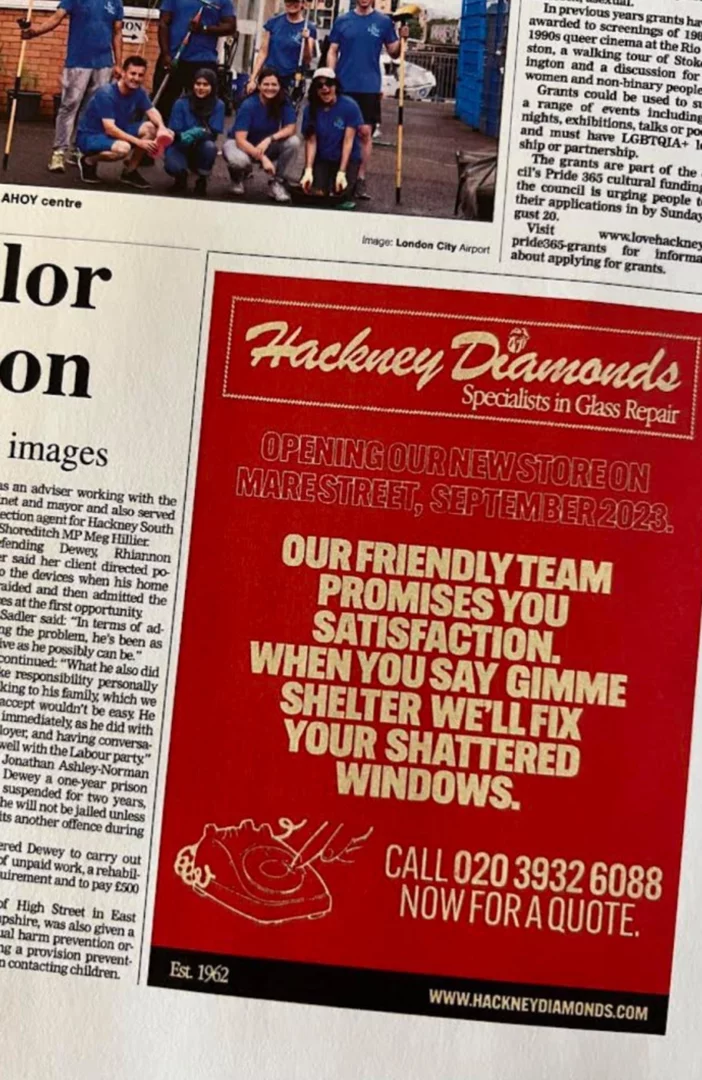 ON
AHOY centre
Image: London City Airport
In previous years grants
awarded to screenings of
1990s queer cinema at the Rio
ston, a walking tour of Stok
ington and a discussion for
women and non-binary people
Grants could be used to su
a range of events including
nights, exhibitions, talks or po
and must have LGBTQIA+ l
ship or partnership.
The grants are part of the
cil's Pride 365 cultural funding
the council is urging people t
their applications in by Sunday
gust 20.
Visit www.lovehackney
pride365-grants for informa
about applying for grants.
lor
on
images
as an adviser working with the
net and mayor and also served
ection agent for Hackney South
Shoreditch MP Meg Hillier.
fending Dewey, Rhiannon
er said her client directed po-
o the devices when his home
raided and then admitted the
es at the first opportunity.
Sadler said: "In terms of ad-
ng the problem, he's been as
ive as he possibly can be."
continued: "What he also did
ke responsibility personally
king to his family, which we
accept wouldn't be easy. He
immediately, as he did with
loyer, and having conversa-
well with the Labour party."
Jonathan Ashley-Norman
Dewey a one-year prison
suspended for two years,
he will not be jailed unless
its another offence during
ered Dewey to carry out
of unpaid work, a rehabil-
uirement and to pay £500
of High Street in East
pshire, was also given a
ual harm prevention or-
ng a provision prevent-
n contacting children.
Hackney Diamonds
Specialists in Glass Repair
OPENING OUR NEW STORE ON
MARE STREET, SEPTEMBER 2023.
OUR FRIENDLY TEAM
PROMISES YOU
SATISFACTION.
WHEN YOU SAY GIMME
SHELTER WE'LL FIX
YOUR SHATTERED
WINDOWS.
CALL 020 3932 6088
NOW FOR A QUOTE.
Est. 1962
WWW.HACKNEYDIAMONDS.COM